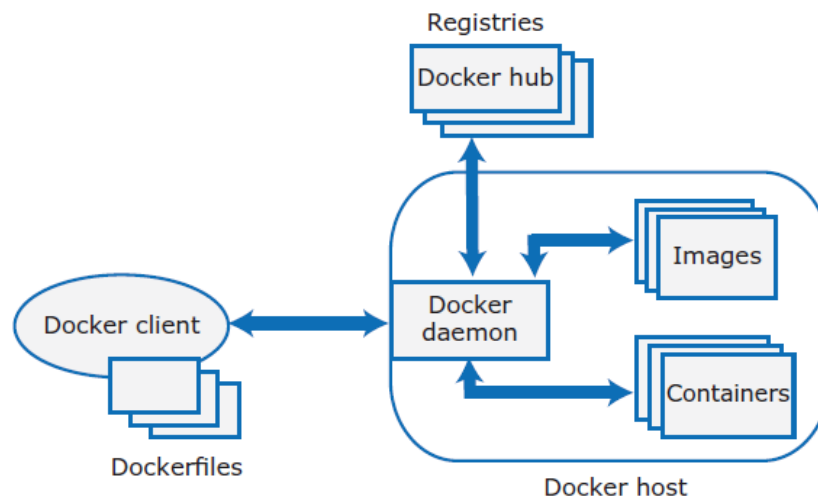 Registries
Docker hub
Images
Docker client
Docker
daemon
Containers
Dockerfiles
Docker host